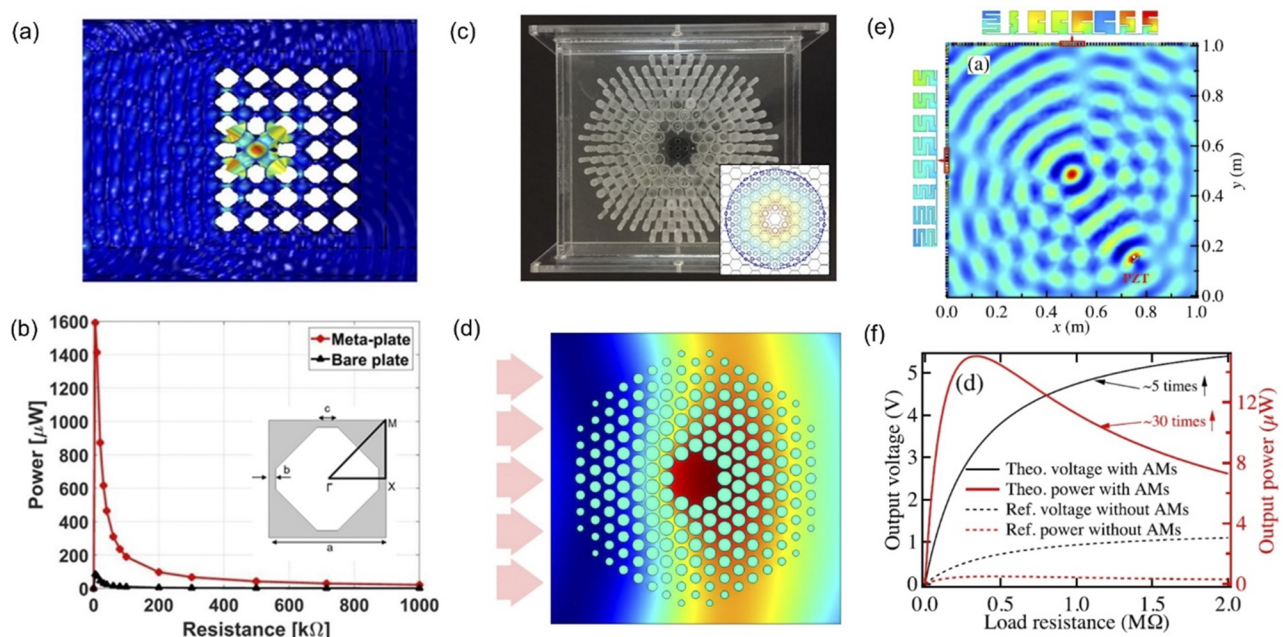 (a)
(b)
1600
1400
1200
1000
800
600
400
200
0
Power [μW]
0
200
400
600
800
1000
Resistance [kΩ]
Meta-plate
Bare plate
c
M
b
Γ
X
a
(c)
(d)
(e)
(a)
PZT
1.0
0.8
0.6
0.4
0.2
0.0
y (m)
0.0
0.2
0.4
0.6
0.8
1.0
x (m)
(f)
(d)
5
4
3
2
1
0
Output voltage (V)
~5 times
~30 times
Theo. voltage with AMs
Theo. power with AMs
Ref. voltage without AMs
Ref. power without AMs
12
8
4
0
Output power (μW)
0.0
0.5
1.0
1.5
2.0
Load resistance (MΩ)